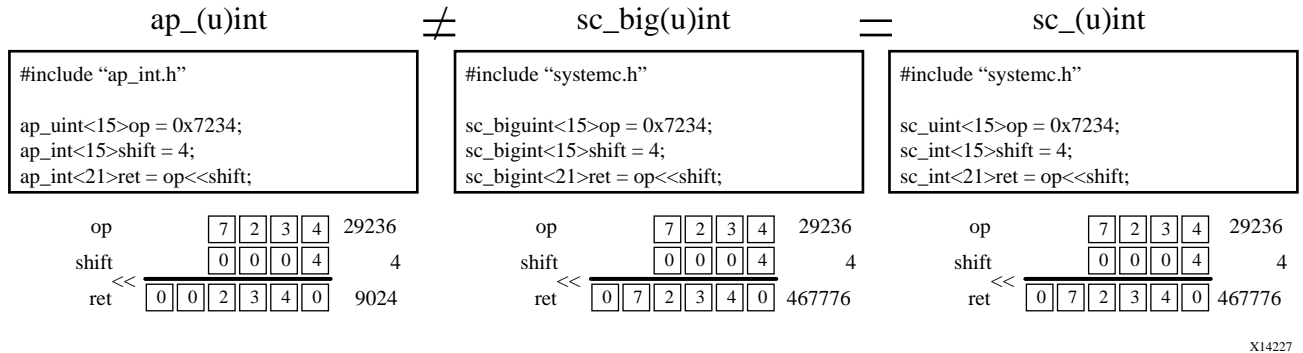 ap_(u)int ≠ sc_big(u)int = sc_(u)int
#include “ap_int.h”
ap_uint<15>op = 0x7234;
ap_int<15>shift = 4;
ap_int<21>ret = op<<shift;
#include “systemc.h”
sc_biguint<15>op = 0x7234;
sc_bigint<15>shift = 4;
sc_bigint<21>ret = op<<shift;
#include “systemc.h”
sc_uint<15>op = 0x7234;
sc_int<15>shift = 4;
sc_int<21>ret = op<<shift;
op 7 2 3 4 29236
shift 0 0 0 4 4
<<
ret 0 0 2 3 4 0 9024
op 7 2 3 4 29236
shift 0 0 0 4 4
<<
ret 0 7 2 3 4 0 467776
op 7 2 3 4 29236
shift 0 0 0 4 4
<<
ret 0 7 2 3 4 0 467776
X14227